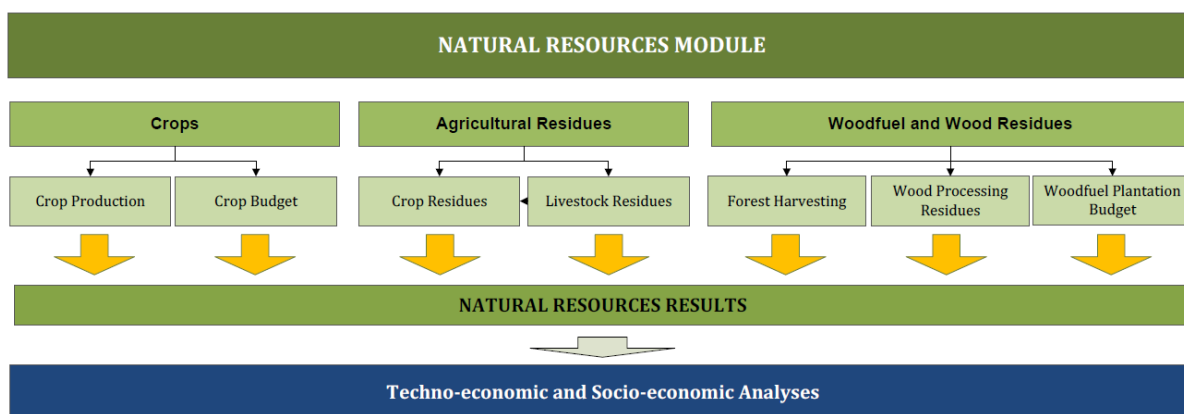 NATURAL RESOURCES MODULE
Crops
Agricultural Residues
Woodfuel and Wood Residues
Crop Production
Crop Budget
Crop Residues
Livestock Residues
Forest Harvesting
Wood Processing
Residues
Woodfuel Plantation
Budget
NATURAL RESOURCES RESULTS
Techno-economic and Socio-economic Analyses